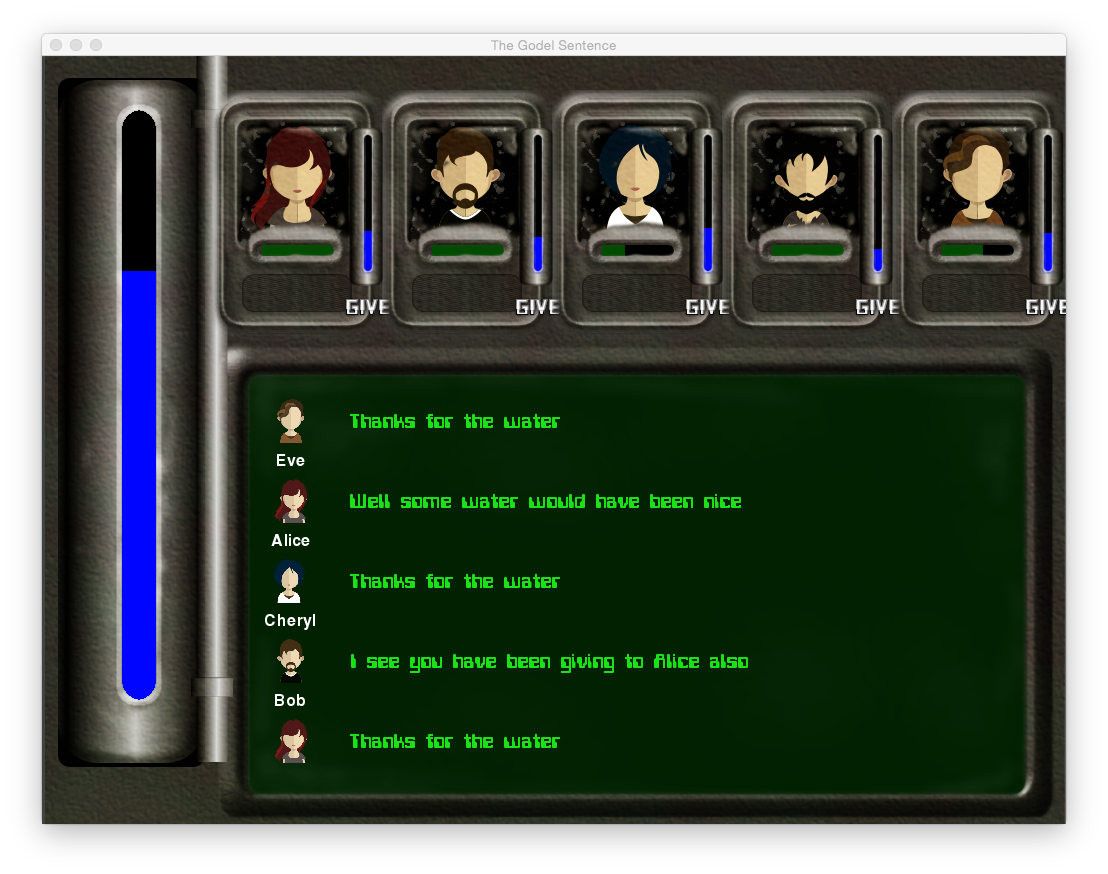 The Godel Sentence
GIVE GIVE GIVE GIVE GIVE
Thanks for the water
Eve
Well some water would have been nice
Alice
Thanks for the water
Cheryl
I see you have been giving to Alice also
Bob
Thanks for the water